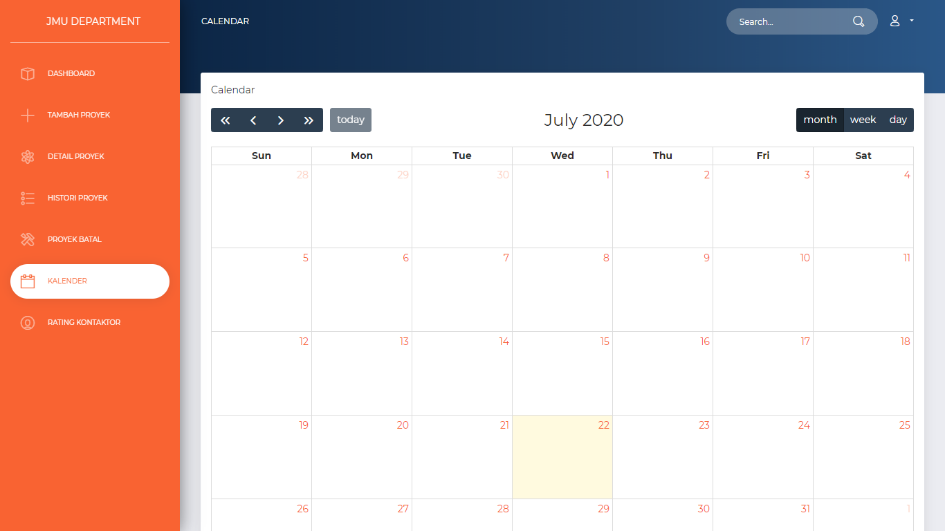 JMU DEPARTMENT
DASHBOARD
TAMBAH PROYEK
DETAIL PROYEK
HISTORI PROYEK
PROYEK BATAL
KALENDER
RATING KONTAKTOR
CALENDAR
Search...
Calendar
today
July 2020
month week day
Sun Mon Tue Wed Thu Fri Sat
28 29 30 1 2 3 4
5 6 7 8 9 10 11
12 13 14 15 16 17 18
19 20 21 22 23 24 25
26 27 28 29 30 31 1